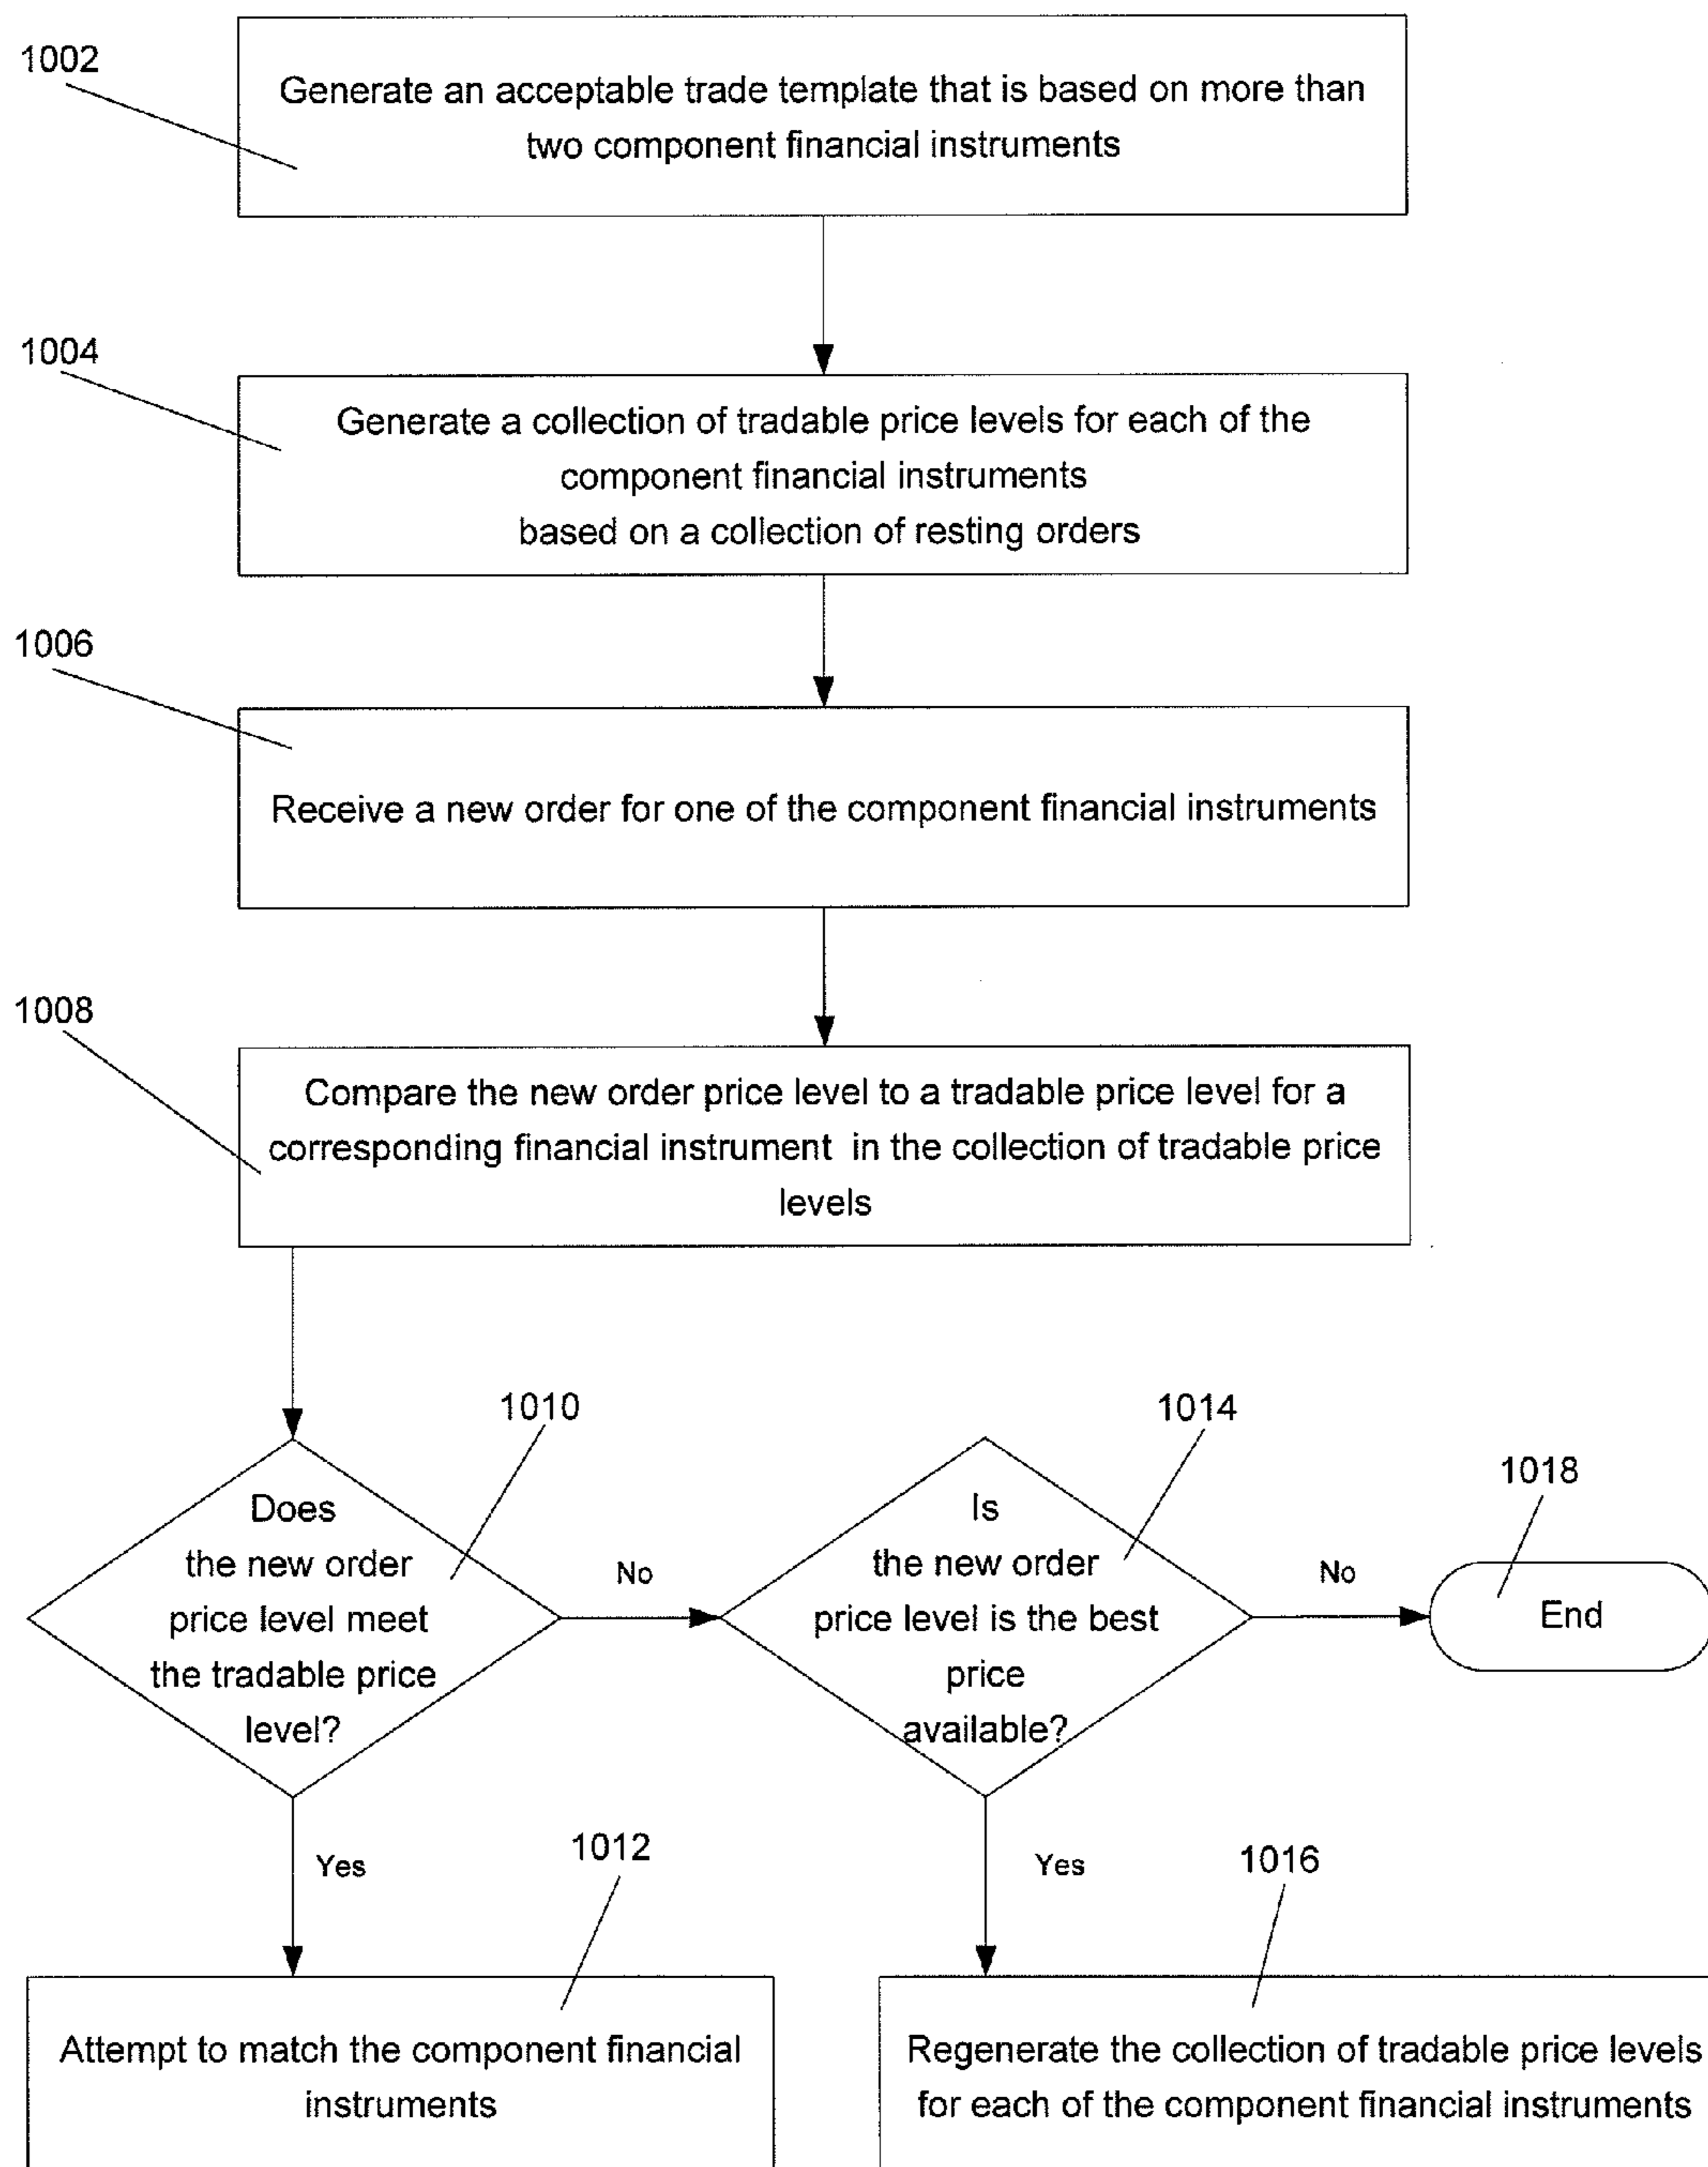 1002
Generate an acceptable trade template that is based on more than
two component financial instruments
1004
Generate a collection of tradable price levels for each of the
component financial instruments
based on a collection of resting orders
1006
Receive a new order for one of the component financial instruments
1008
Compare the new order price level to a tradable price level for a
corresponding financial instrument in the collection of tradable price
levels
1010
Does
the new order
price level meet
the tradable price
level?
No
1014
Is
the new order
price level is the best
price
available?
No
1018
End
Yes
1012
Attempt to match the component financial
instruments
Yes
1016
Regenerate the collection of tradable price levels
for each of the component financial instruments